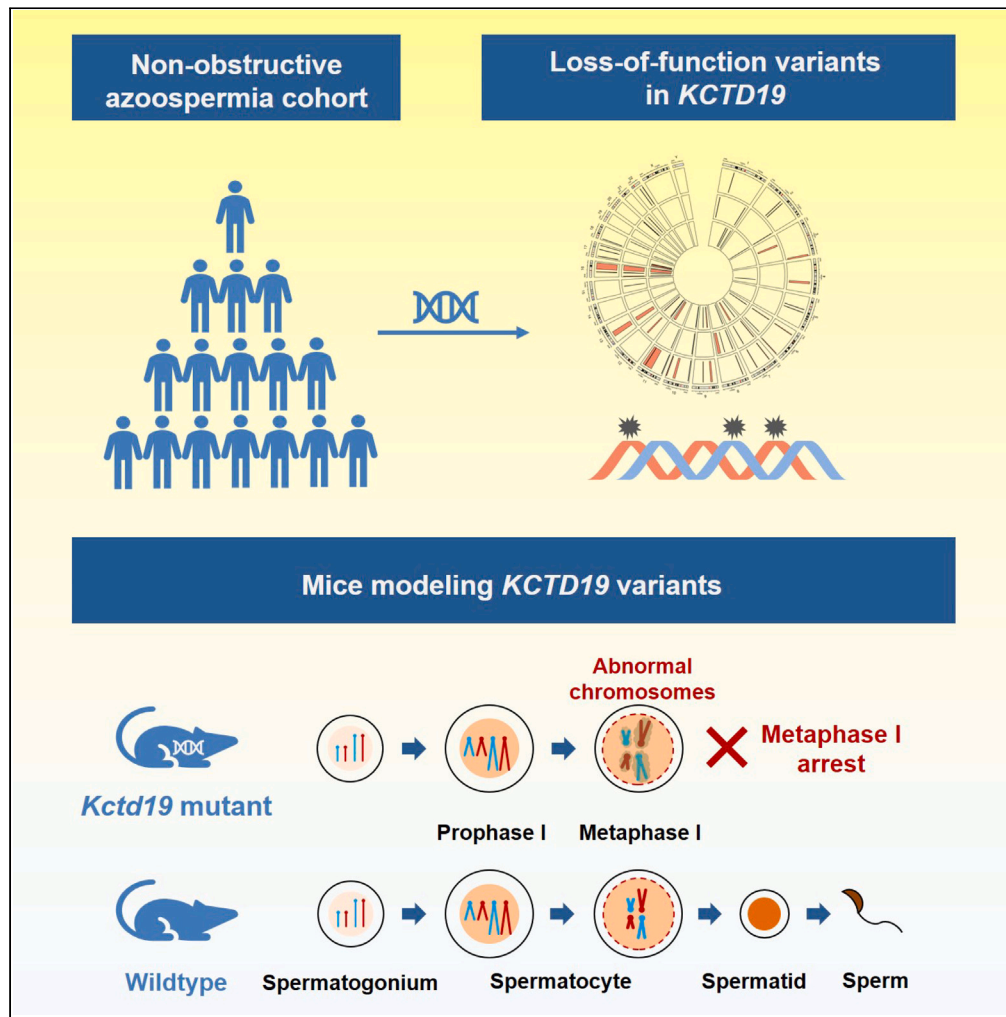 Non-obstructive
azoospermia cohort
Loss-of-function variants
in KCTD19
Mice modeling KCTD19 variants
Abnormal
chromosomes
Metaphase I
arrest
Kctd19 mutant
Prophase I
Metaphase I
Wildtype
Spermatogonium
Spermatocyte
Spermatid
Sperm